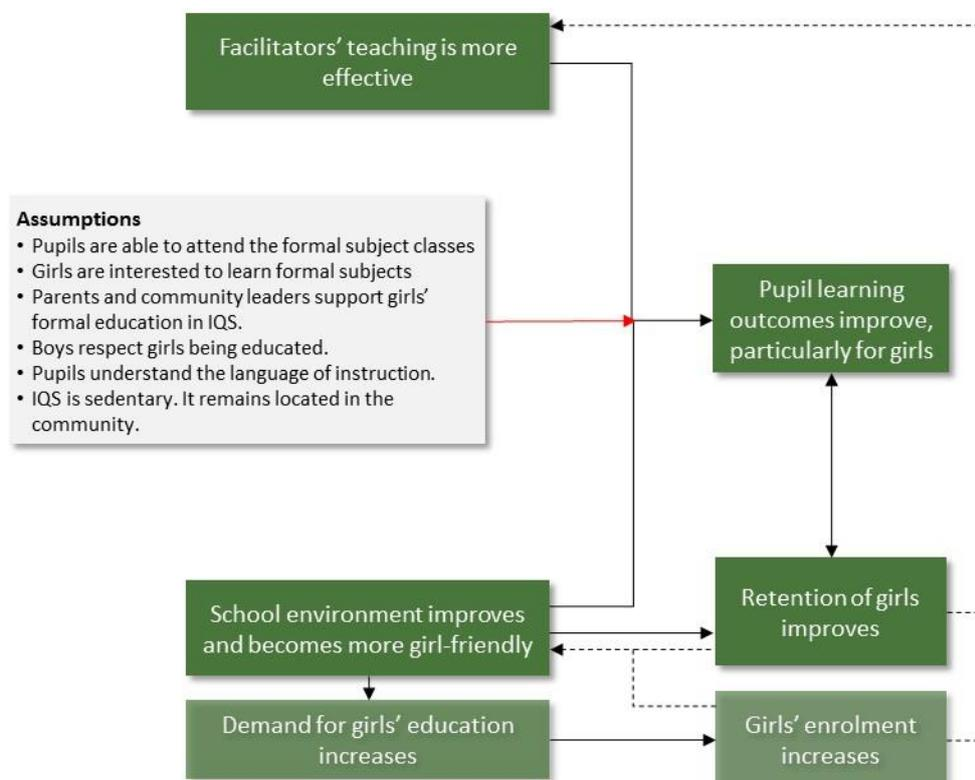 Facilitators’ teaching is more
effective
Assumptions
• Pupils are able to attend the formal subject classes
• Girls are interested to learn formal subjects
• Parents and community leaders support girls’
formal education in IQS.
• Boys respect girls being educated.
• Pupils understand the language of instruction.
• IQS is sedentary. It remains located in the
community.
Pupil learning
outcomes improve,
particularly for girls
School environment improves
and becomes more girl-friendly
Retention of girls
improves
Demand for girls’ education
increases
Girls’ enrolment
increases